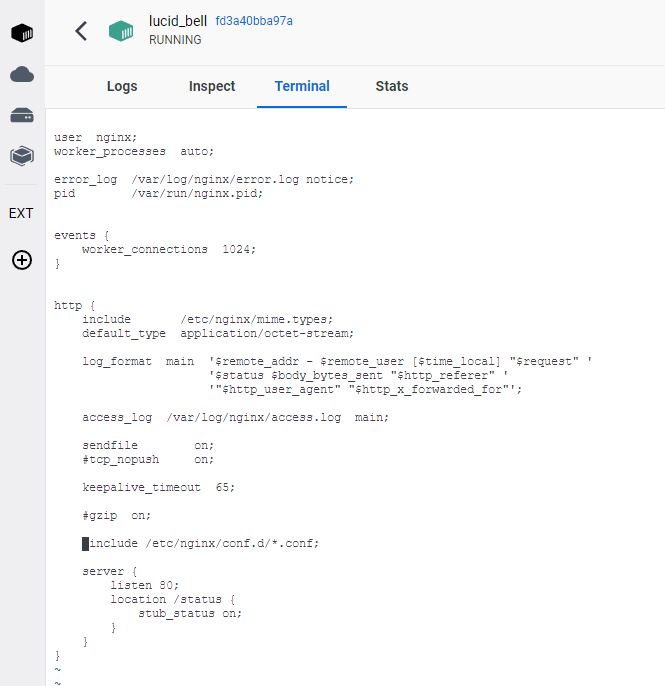 lucid_bell fd3a40bba97a
RUNNING
Logs Inspect Terminal Stats
EXT
user  nginx;
worker_processes  auto;
error_log  /var/log/nginx/error.log notice;
pid        /var/run/nginx.pid;
events {
    worker_connections  1024;
}
http {
    include       /etc/nginx/mime.types;
    default_type  application/octet-stream;
    log_format  main  '$remote_addr - $remote_user [$time_local] "$request" '
                      '$status $body_bytes_sent "$http_referer" '
                      '"$http_user_agent" "$http_x_forwarded_for"';
    access_log  /var/log/nginx/access.log  main;
    sendfile        on;
    #tcp_nopush     on;
    keepalive_timeout  65;
    #gzip  on;
    include /etc/nginx/conf.d/*.conf;
    server {
        listen 80;
        location /status {
            stub_status on;
        }
    }
}
~
~